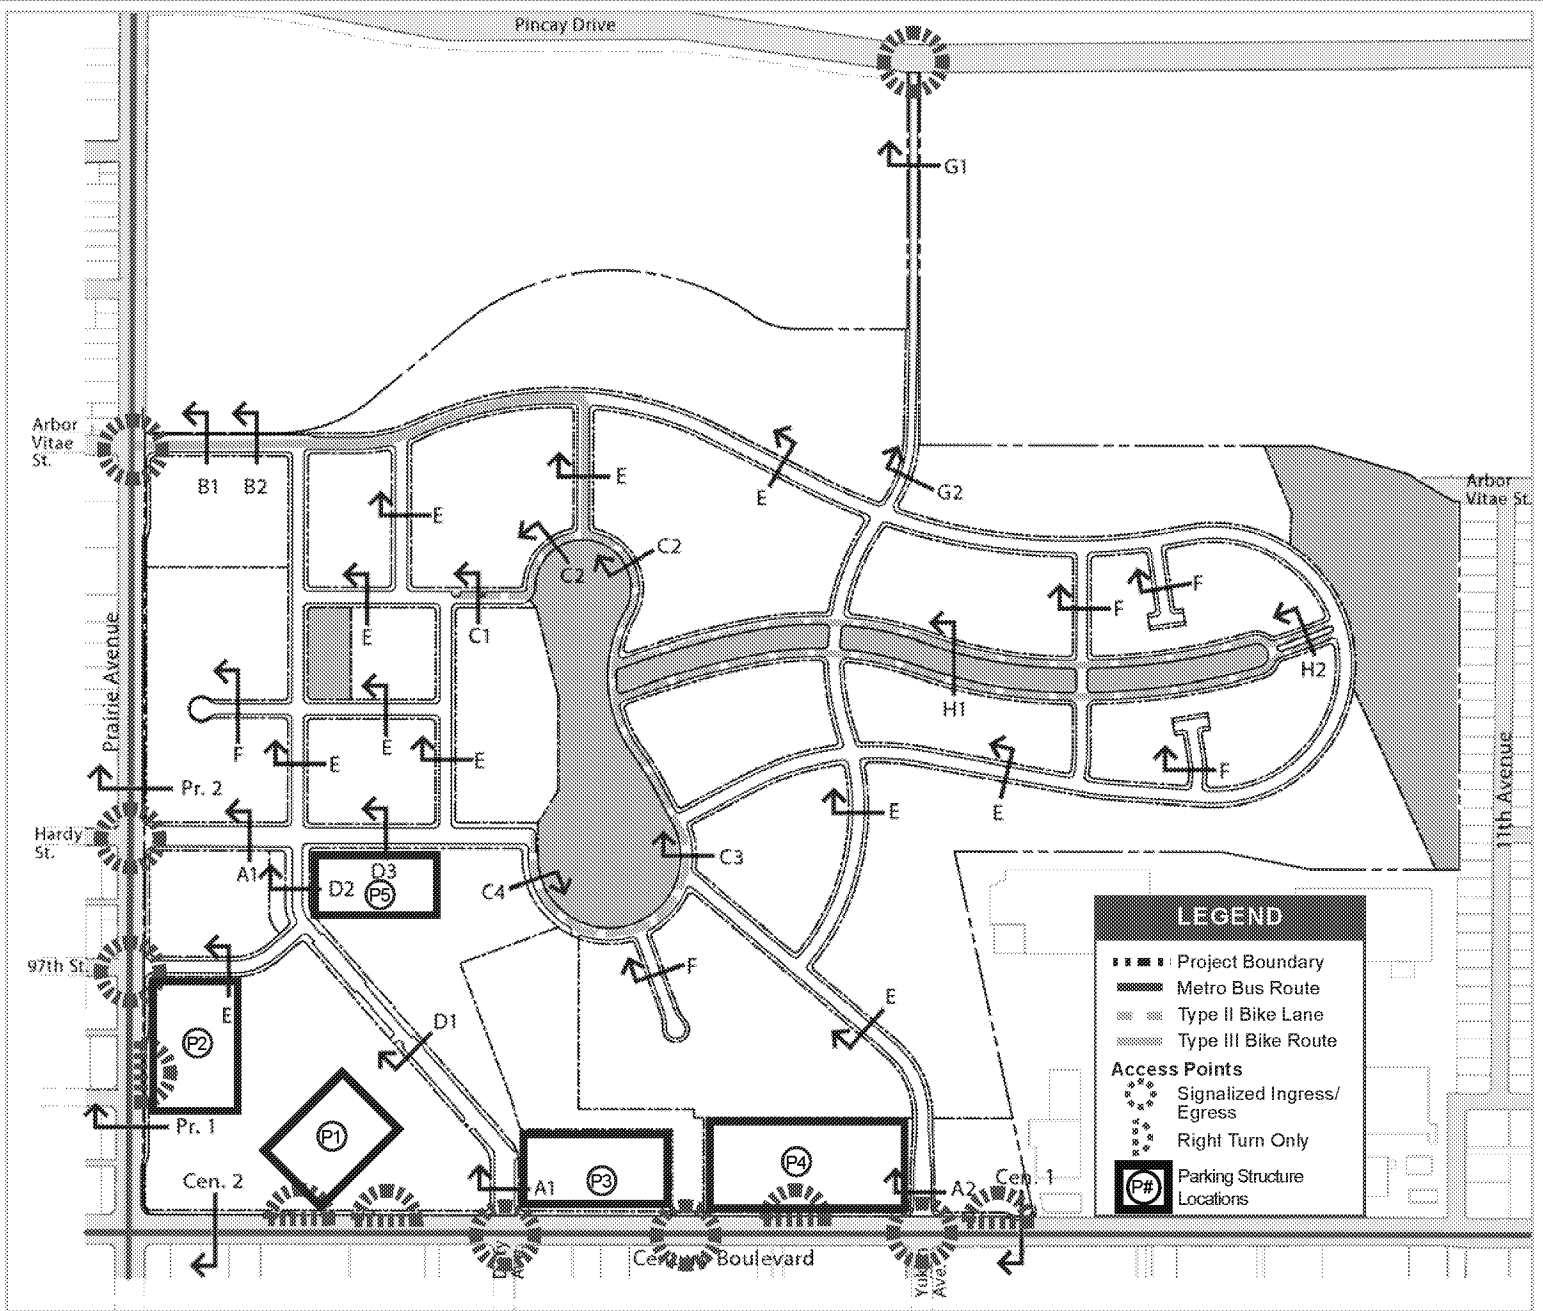 Pincay Drive
G1
Arbor
Vitae
St.
B1
B2
E
E
E
G2
Arbor
Vitae St.
C2
C2
E
C1
F
F
H2
H1
Prairie Avenue
F
E
E
E
E
F
E
11th Avenue
Pr. 2
E
Hardy
St.
A1
D2
D3
P5
C3
C4
97th St.
E
F
E
D1
P2
Pr. 1
P1
Cen. 2
A1
P3
P4
A2
Cen. 1
Boulevard
Ave.
LEGEND
Project Boundary
Metro Bus Route
Type II Bike Lane
Type III Bike Route
Access Points
Signalized Ingress/
Egress
Right Turn Only
P#
Parking Structure
Locations